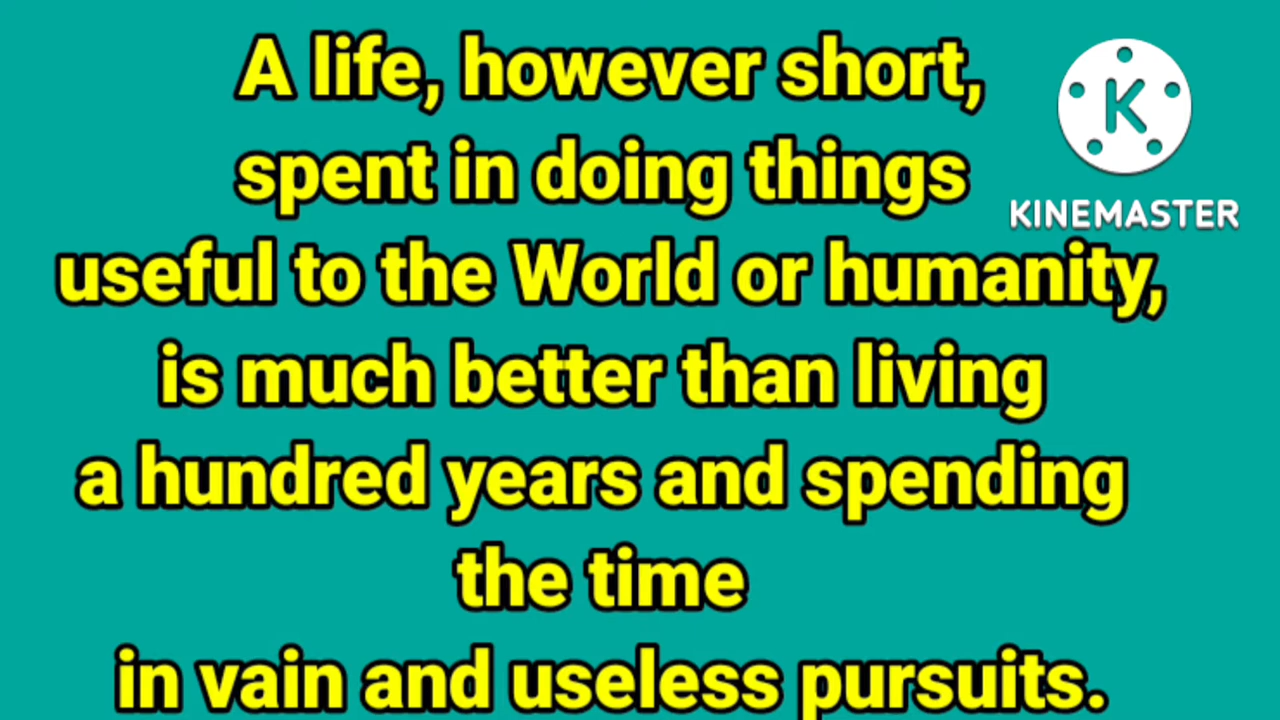 A life, however short,
spent in doing things
useful to the World or humanity,
is much better than living
a hundred years and spending
the time
in vain and useless pursuits.
K
KINEMASTER